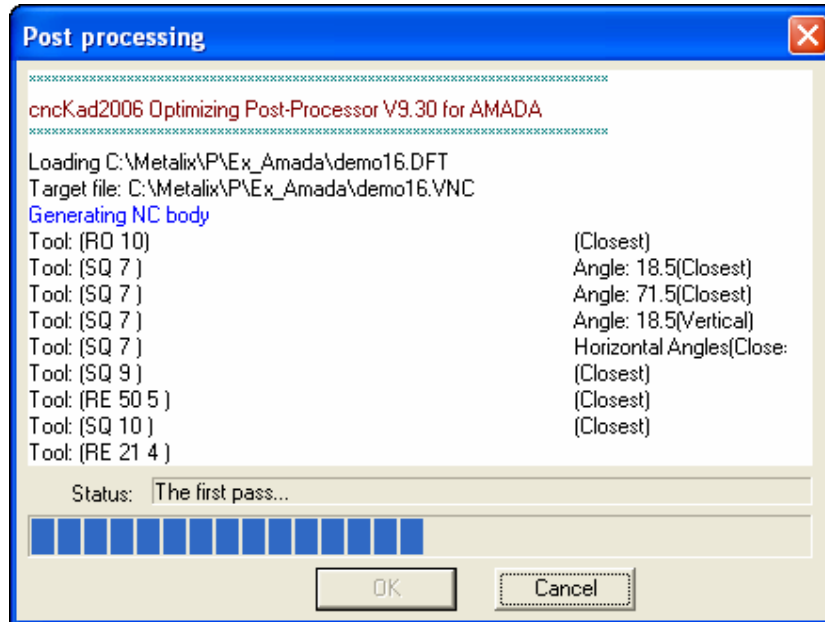 Post processing
******************************************************************************
cncKad2006 Optimizing Post-Processor V9.30 for AMADA
******************************************************************************
Loading C:\Metalix\P\Ex_Amada\demo16.DFT
Target file: C:\Metalix\P\Ex_Amada\demo16.VNC
Generating NC body
Tool: (RO 10) (Closest)
Tool: (SQ 7 ) Angle: 18.5(Closest)
Tool: (SQ 7 ) Angle: 71.5(Closest)
Tool: (SQ 7 ) Angle: 18.5(Vertical)
Tool: (SQ 7 ) Horizontal Angles(Close:
Tool: (SQ 9 ) (Closest)
Tool: (RE 50 5 ) (Closest)
Tool: (SQ 10 ) (Closest)
Tool: (RE 21 4 )
Status: The first pass...
OK Cancel